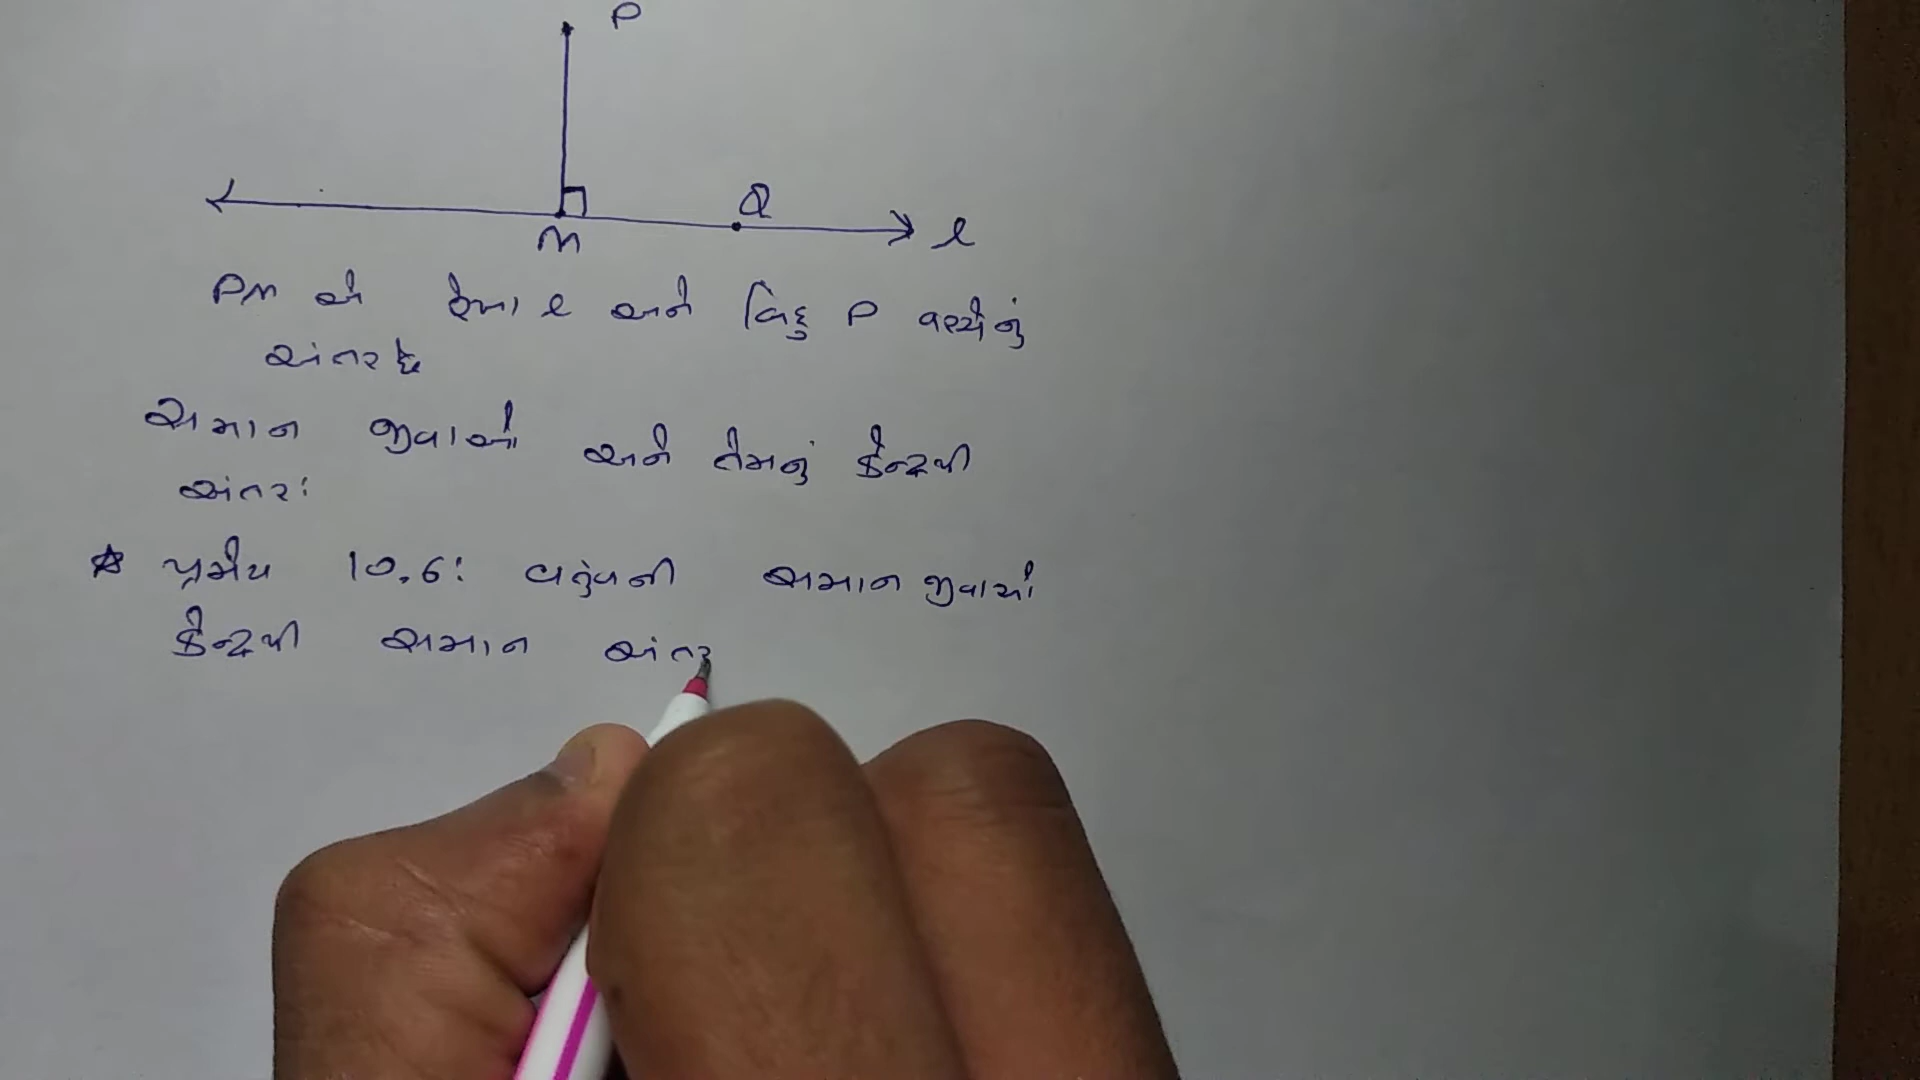 P
Q
M
l
PM એ રેખા l અને બિંદુ P વચ્ચેનું
અંતર છે
સમાન જીવાઓ અને તેમનું કેન્દ્રથી
અંતર:
* પ્રમેય 10.6: વર્તુળની સમાન જીવાઓ
કેન્દ્રથી સમાન અંતર